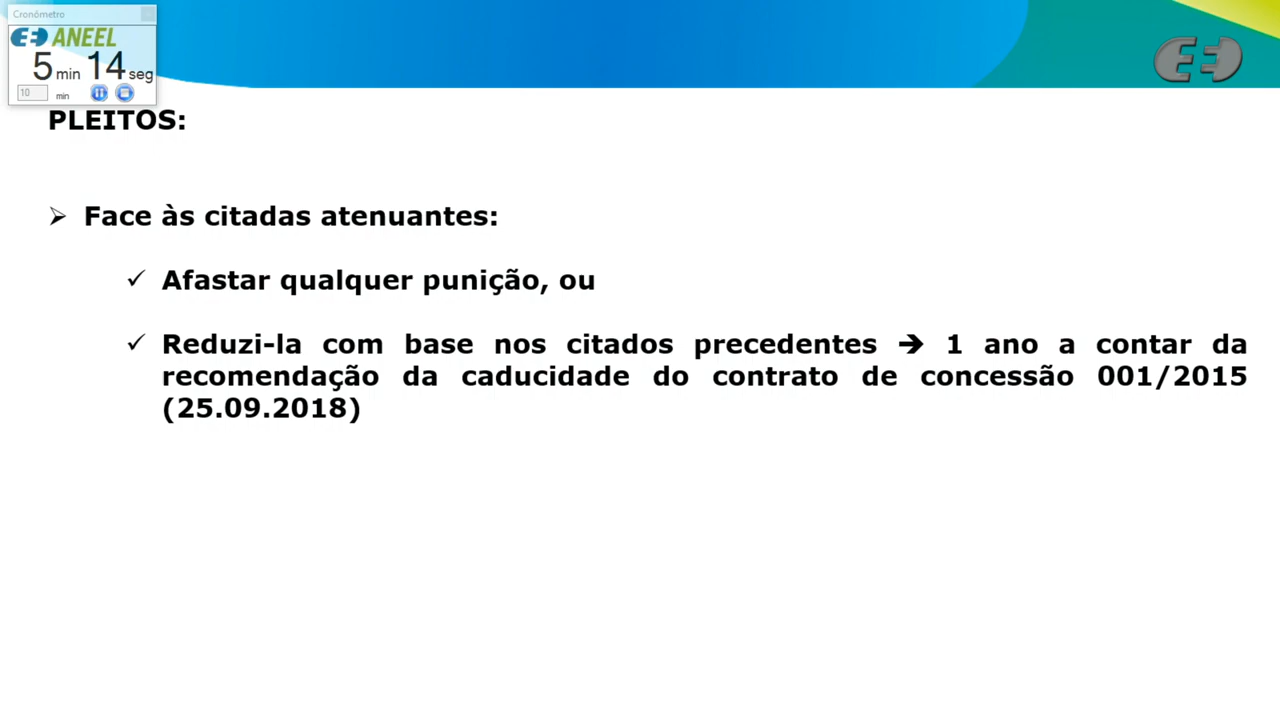 Cronômetro
ANEEL
5 min 14 seg
10 min
PLEITOS:
Face às citadas atenuantes:
Afastar qualquer punição, ou
Reduzi-la com base nos citados precedentes ➔ 1 ano a contar da
recomendação da caducidade do contrato de concessão 001/2015
(25.09.2018)